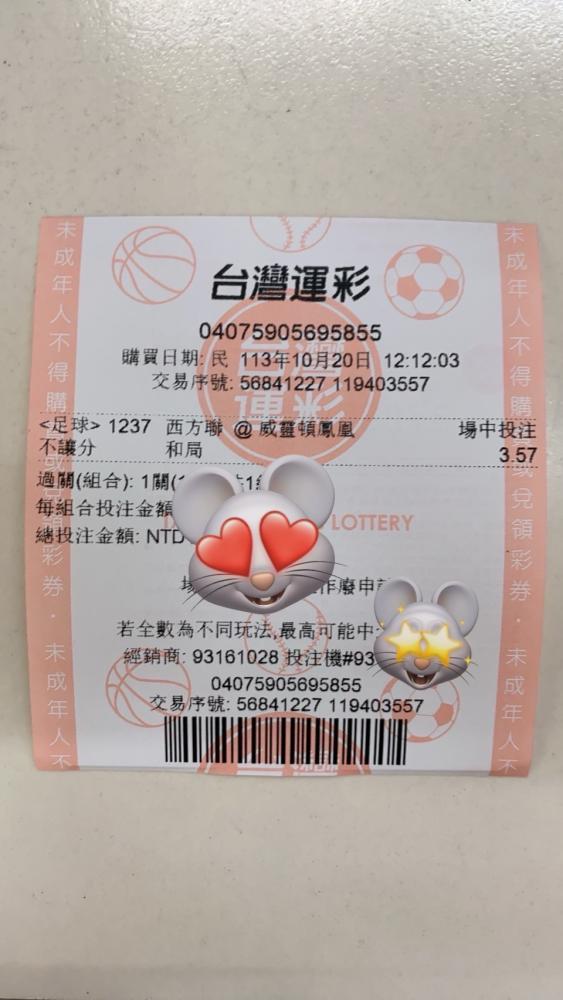 台灣運彩
04075905695855
購買日期: 民 113年10月20日 12:12:03
交易序號: 56841227 119403557
<足球> 1237 西方聯 @ 威靈頓鳳凰 場中投注
不讓分 和局 3.57
過關(組合): 1關(
每組合投注金額
LOTTERY
總投注金額: NTD
作廢申
若全數為不同玩法,最高可能中
經銷商: 93161028 投注機#93
04075905695855
交易序號: 56841227 119403557
未成年人不得購
或兌領彩券．
未成年人不
未成年人不得購
或兌領彩券．
未成年人不